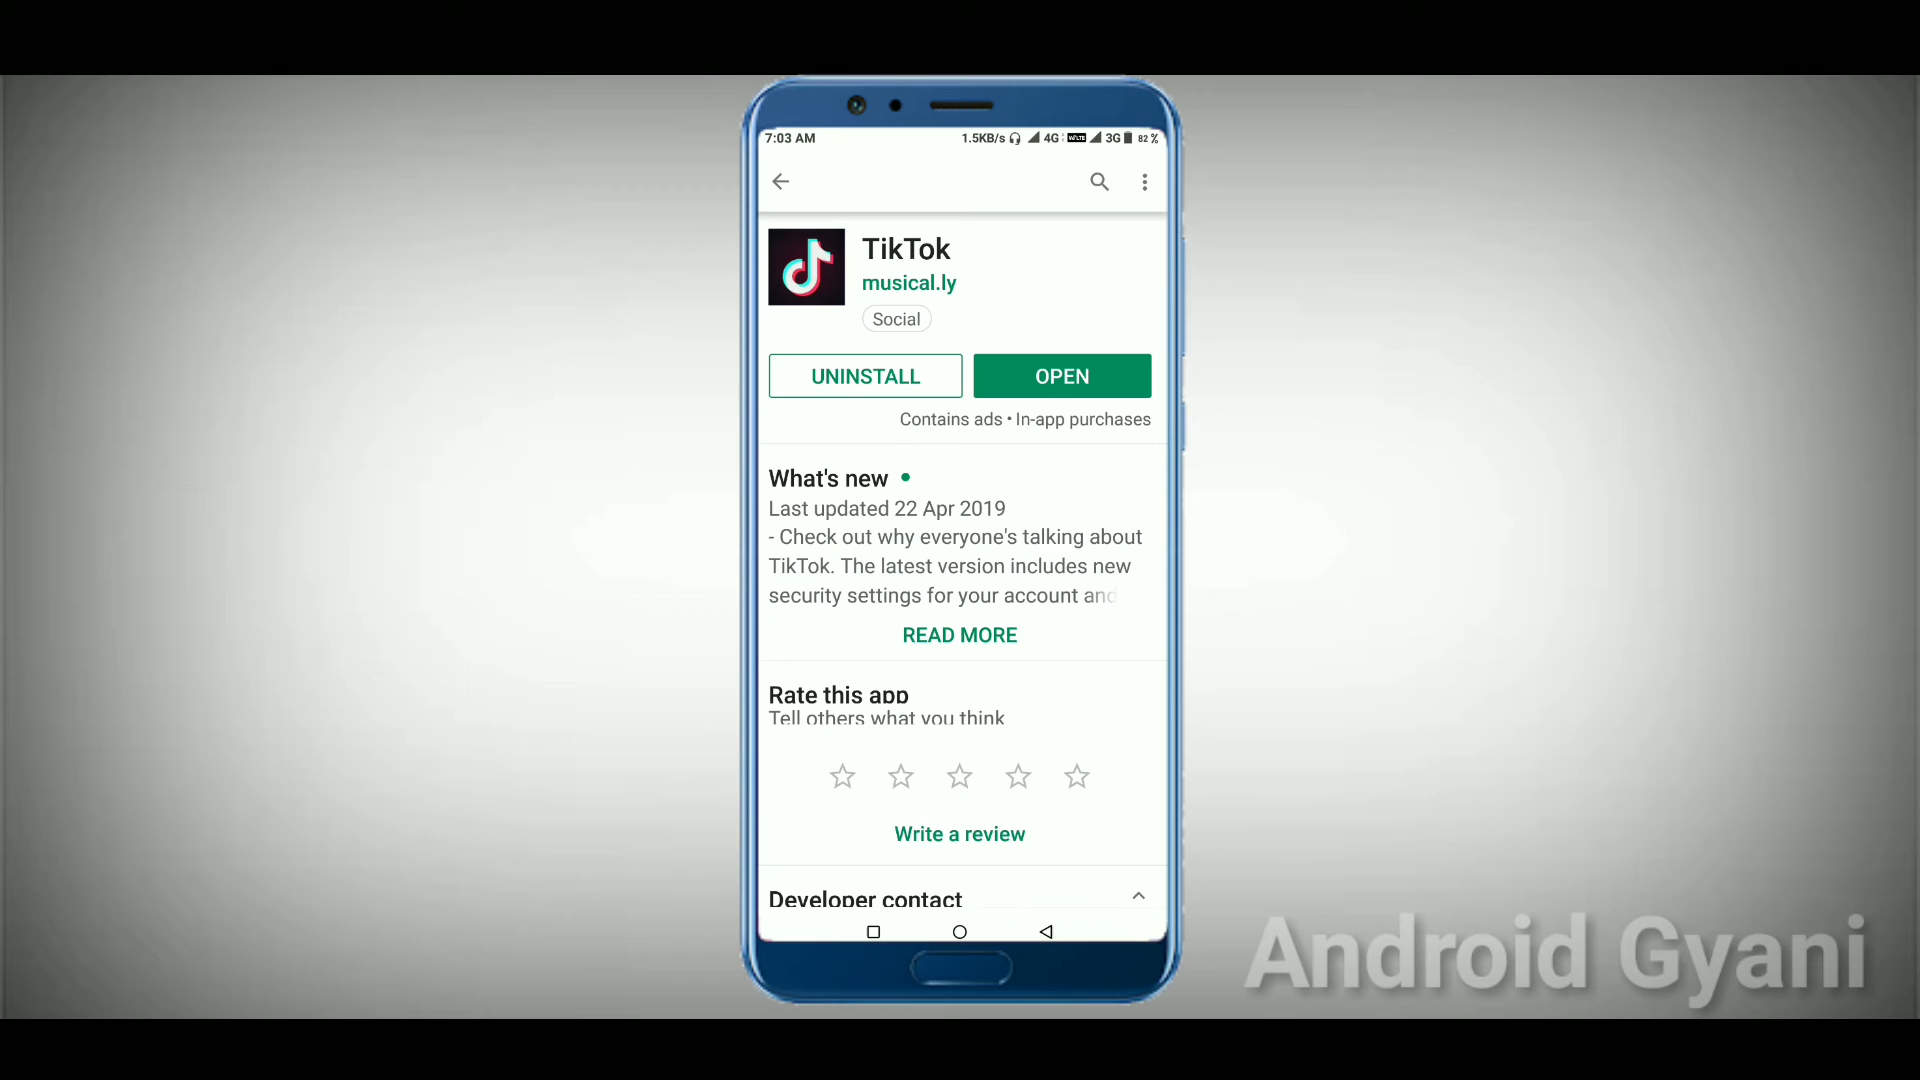 7:03 AM 1.5KB/s 4G VoLTE 3G 82 %
TikTok
musical.ly
Social
UNINSTALL OPEN
Contains ads • In-app purchases
What's new
Last updated 22 Apr 2019
- Check out why everyone's talking about
TikTok. The latest version includes new
security settings for your account and
READ MORE
Rate this app
Tell others what you think
Write a review
Developer contact
Android Gyani